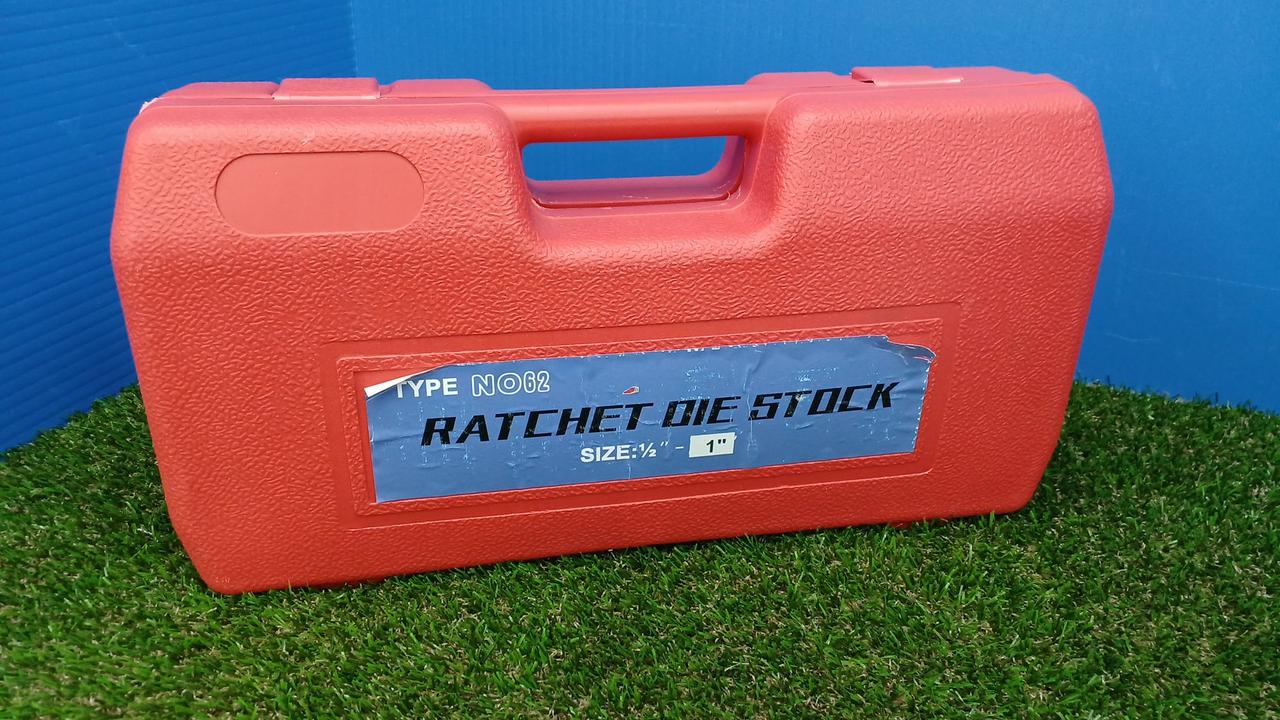 TYPE NO62
RATCHET DIE STOCK
SIZE:½" - 1"